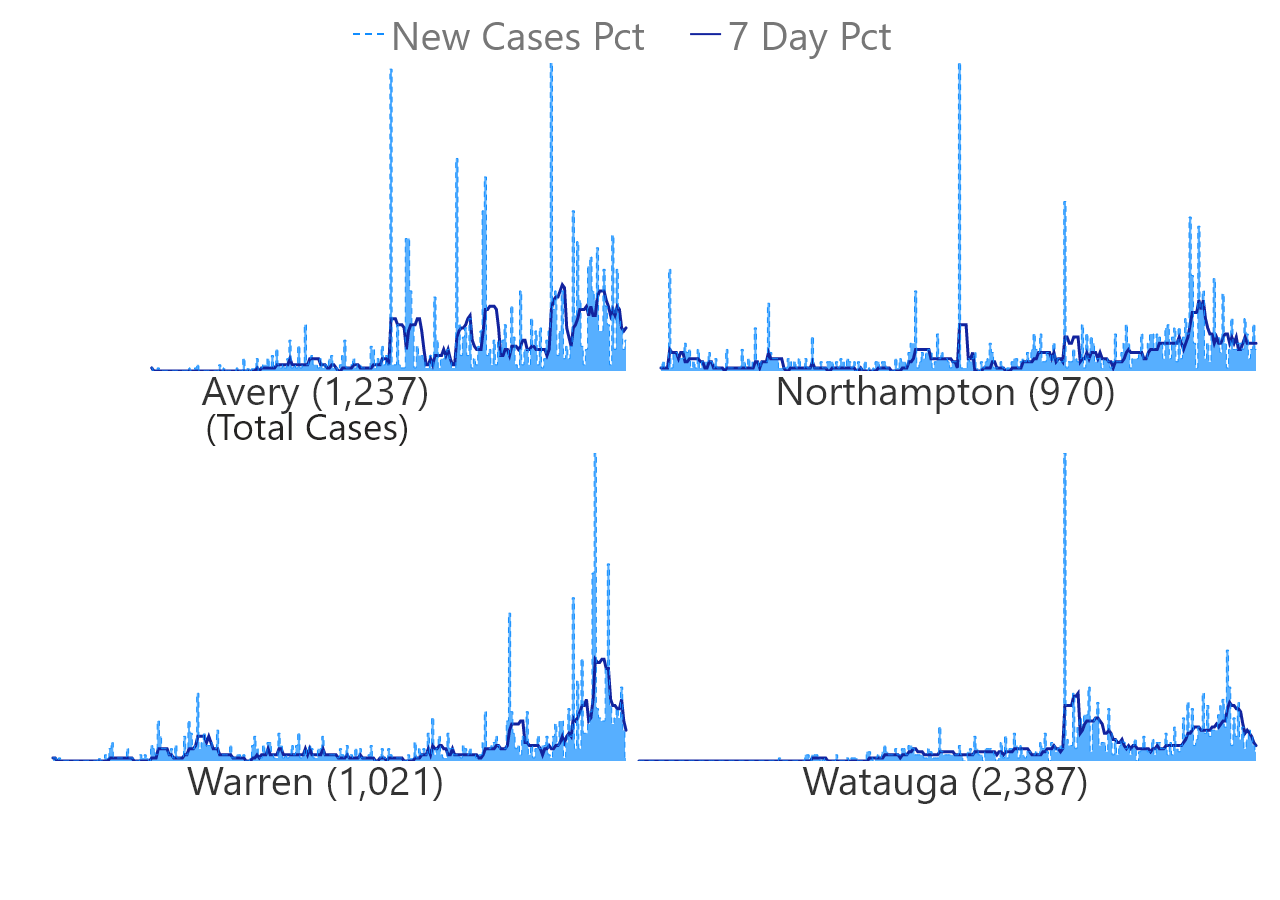 New Cases Pct 7 Day Pct
Avery (1,237) Northampton (970)
(Total Cases)
Warren (1,021) Watauga (2,387)